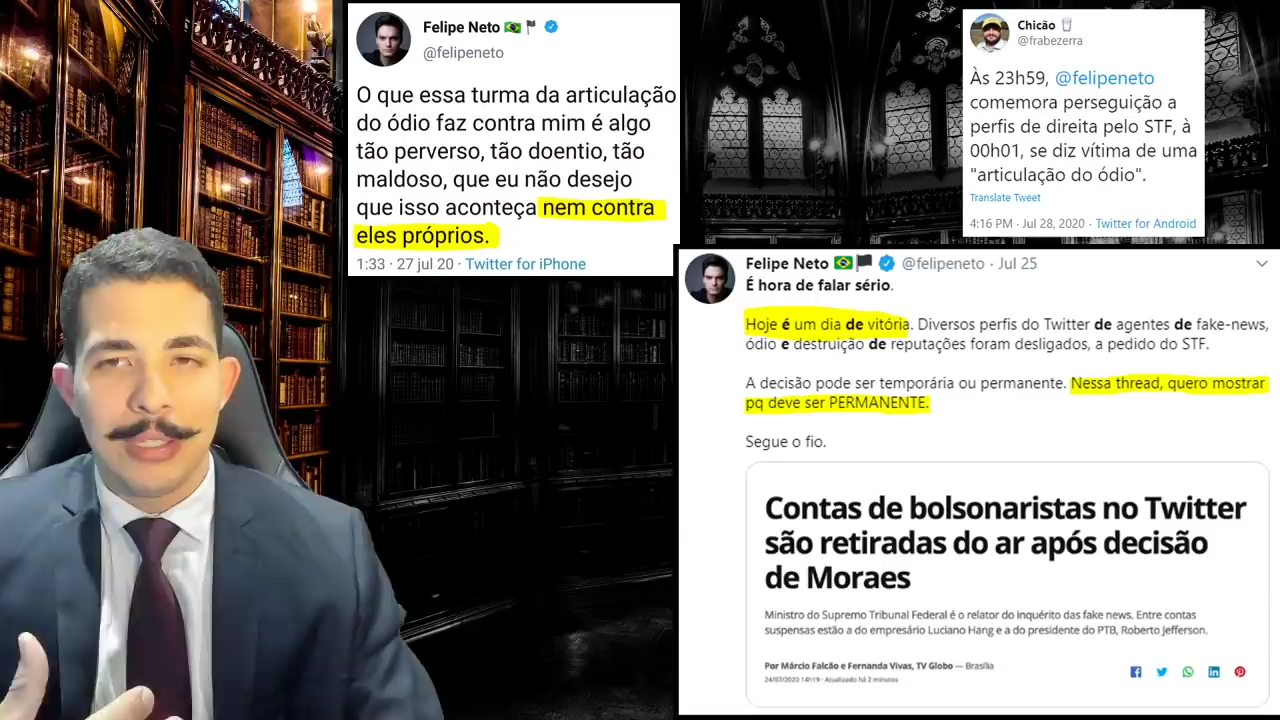 Felipe Neto
@felipeneto
O que essa turma da articulação
do ódio faz contra mim é algo
tão perverso, tão doentio, tão
maldoso, que eu não desejo
que isso aconteça nem contra
eles próprios.
1:33 · 27 jul 20 · Twitter for iPhone
Chicão
@frabezerra
Às 23h59, @felipeneto
comemora perseguição a
perfis de direita pelo STF, à
00h01, se diz vítima de uma
"articulação do ódio".
Translate Tweet
4:16 PM · Jul 28, 2020 · Twitter for Android
Felipe Neto @felipeneto · Jul 25
É hora de falar sério.
Hoje é um dia de vitória. Diversos perfis do Twitter de agentes de fake-news,
ódio e destruição de reputações foram desligados, a pedido do STF.
A decisão pode ser temporária ou permanente. Nessa thread, quero mostrar
pq deve ser PERMANENTE.
Segue o fio.
Contas de bolsonaristas no Twitter
são retiradas do ar após decisão
de Moraes
Ministro do Supremo Tribunal Federal é o relator do inquérito das fake news. Entre contas
suspensas estão a do empresário Luciano Hang e a do presidente do PTB, Roberto Jefferson.
Por Márcio Falcão e Fernanda Vivas, TV Globo — Brasília
24/07/2020 14h19 · Atualizado há 2 minutos